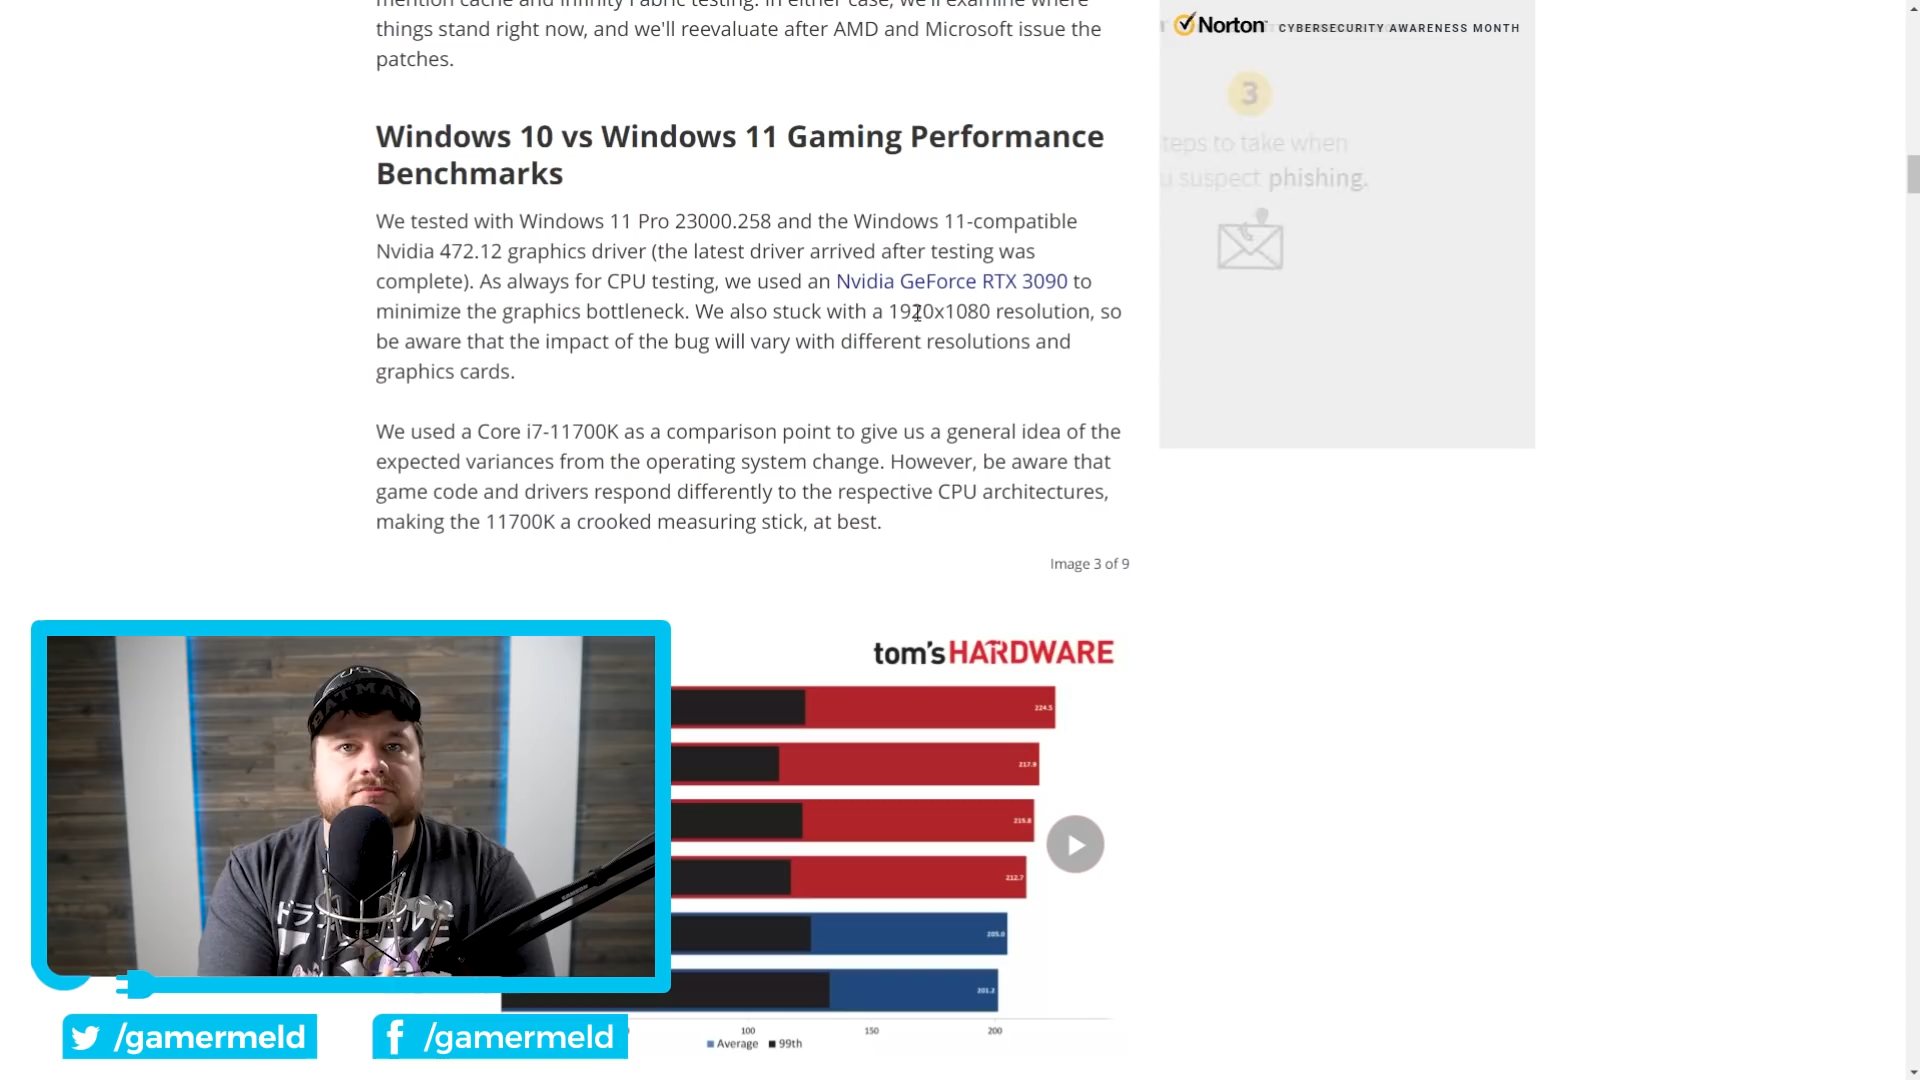 mention cache and Infinity Fabric testing. In either case, we'll examine where
things stand right now, and we'll reevaluate after AMD and Microsoft issue the
patches.
Windows 10 vs Windows 11 Gaming Performance
Benchmarks
We tested with Windows 11 Pro 23000.258 and the Windows 11-compatible
Nvidia 472.12 graphics driver (the latest driver arrived after testing was
complete). As always for CPU testing, we used an Nvidia GeForce RTX 3090 to
minimize the graphics bottleneck. We also stuck with a 1920x1080 resolution, so
be aware that the impact of the bug will vary with different resolutions and
graphics cards.
We used a Core i7-11700K as a comparison point to give us a general idea of the
expected variances from the operating system change. However, be aware that
game code and drivers respond differently to the respective CPU architectures,
making the 11700K a crooked measuring stick, at best.
Image 3 of 9
Norton CYBERSECURITY AWARENESS MONTH
3
teps to take when
u suspect phishing.
tom's HARDWARE
224.5
217.9
215.8
212.7
205.0
201.2
100 150 200
Average 99th
BATMAN
ドラ
/gamermeld /gamermeld